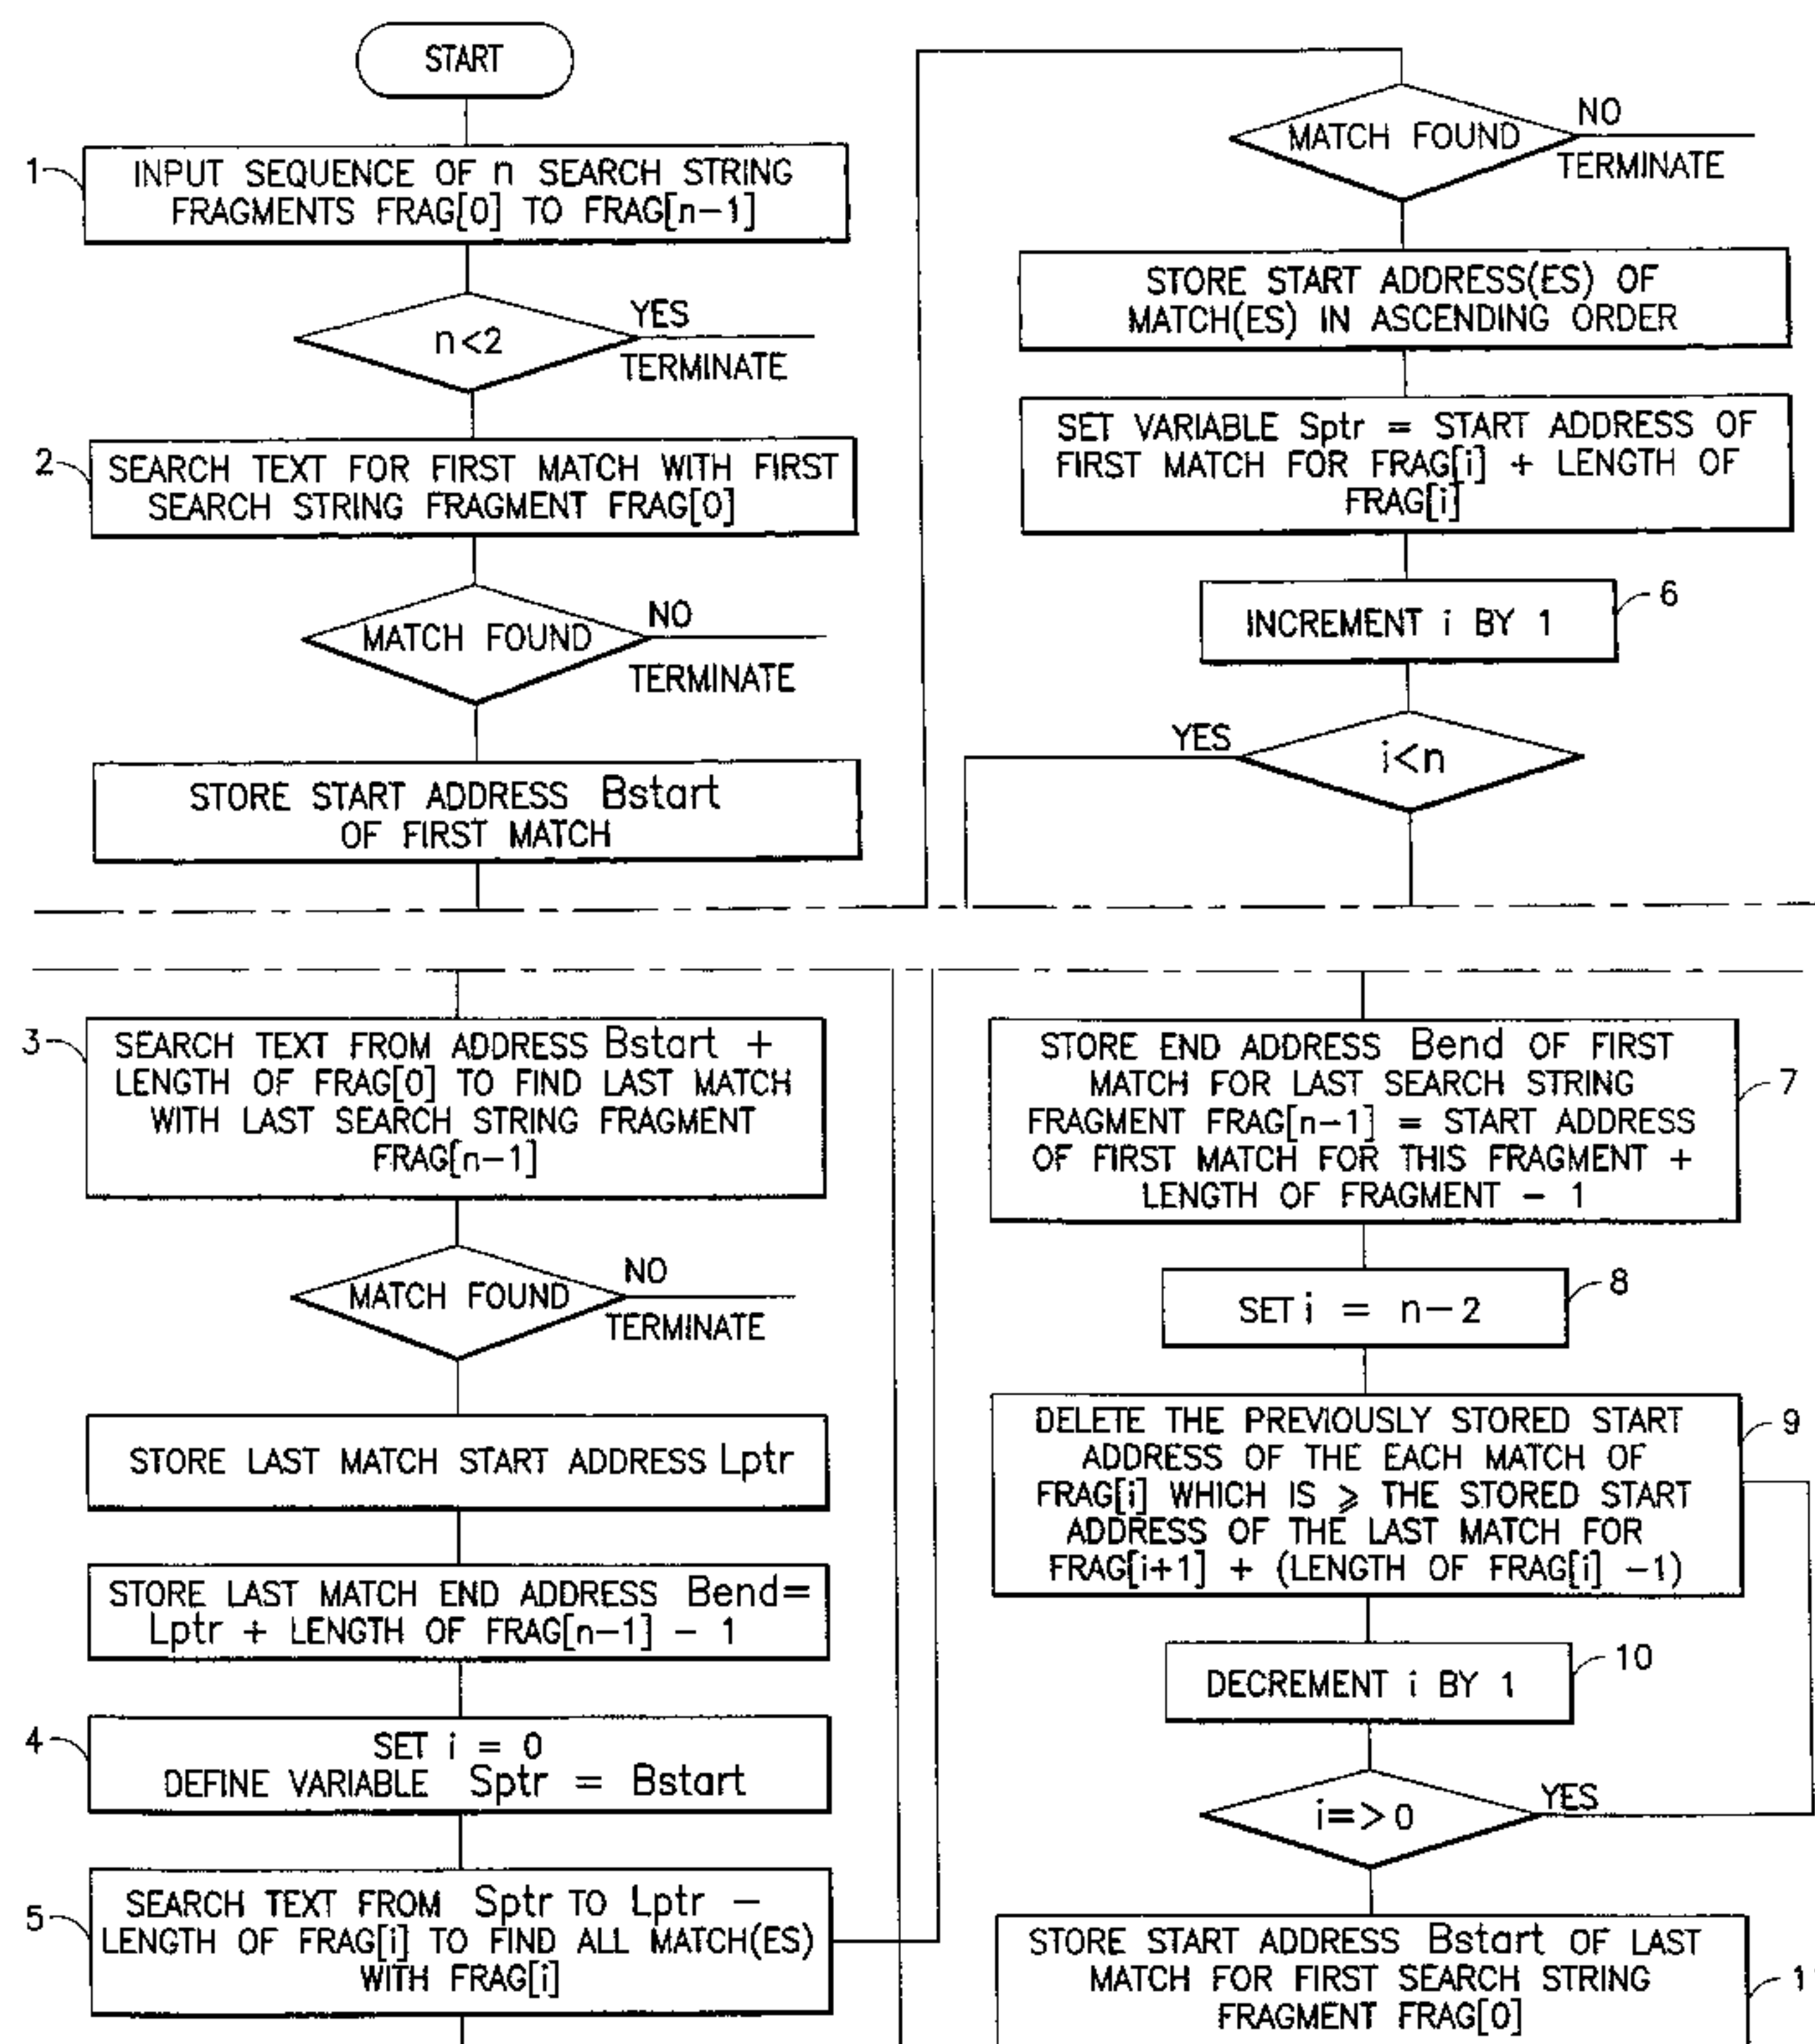 START
1
INPUT SEQUENCE OF n SEARCH STRING
FRAGMENTS FRAG[0] TO FRAG[n-1]
n<2
YES
TERMINATE
2
SEARCH TEXT FOR FIRST MATCH WITH FIRST
SEARCH STRING FRAGMENT FRAG[0]
MATCH FOUND
NO
TERMINATE
STORE START ADDRESS Bstart
OF FIRST MATCH
MATCH FOUND
NO
TERMINATE
STORE START ADDRESS(ES) OF
MATCH(ES) IN ASCENDING ORDER
SET VARIABLE Sptr = START ADDRESS OF
FIRST MATCH FOR FRAG[i] + LENGTH OF
FRAG[i]
6
INCREMENT i BY 1
YES
i<n
3
SEARCH TEXT FROM ADDRESS Bstart +
LENGTH OF FRAG[0] TO FIND LAST MATCH
WITH LAST SEARCH STRING FRAGMENT
FRAG[n-1]
MATCH FOUND
NO
TERMINATE
STORE LAST MATCH START ADDRESS Lptr
STORE LAST MATCH END ADDRESS Bend=
Lptr + LENGTH OF FRAG[n-1] - 1
4
SET i = 0
DEFINE VARIABLE Sptr = Bstart
5
SEARCH TEXT FROM Sptr TO Lptr -
LENGTH OF FRAG[i] TO FIND ALL MATCH(ES)
WITH FRAG[i]
STORE END ADDRESS Bend OF FIRST
MATCH FOR LAST SEARCH STRING
FRAGMENT FRAG[n-1] = START ADDRESS
OF FIRST MATCH FOR THIS FRAGMENT +
LENGTH OF FRAGMENT - 1
7
8
SET i = n-2
DELETE THE PREVIOUSLY STORED START
ADDRESS OF THE EACH MATCH OF
FRAG[i] WHICH IS ⩾ THE STORED START
ADDRESS OF THE LAST MATCH FOR
FRAG[i+1] + (LENGTH OF FRAG[i] -1)
9
10
DECREMENT i BY 1
i=>0
YES
STORE START ADDRESS Bstart OF LAST
MATCH FOR FIRST SEARCH STRING
FRAGMENT FRAG[0]